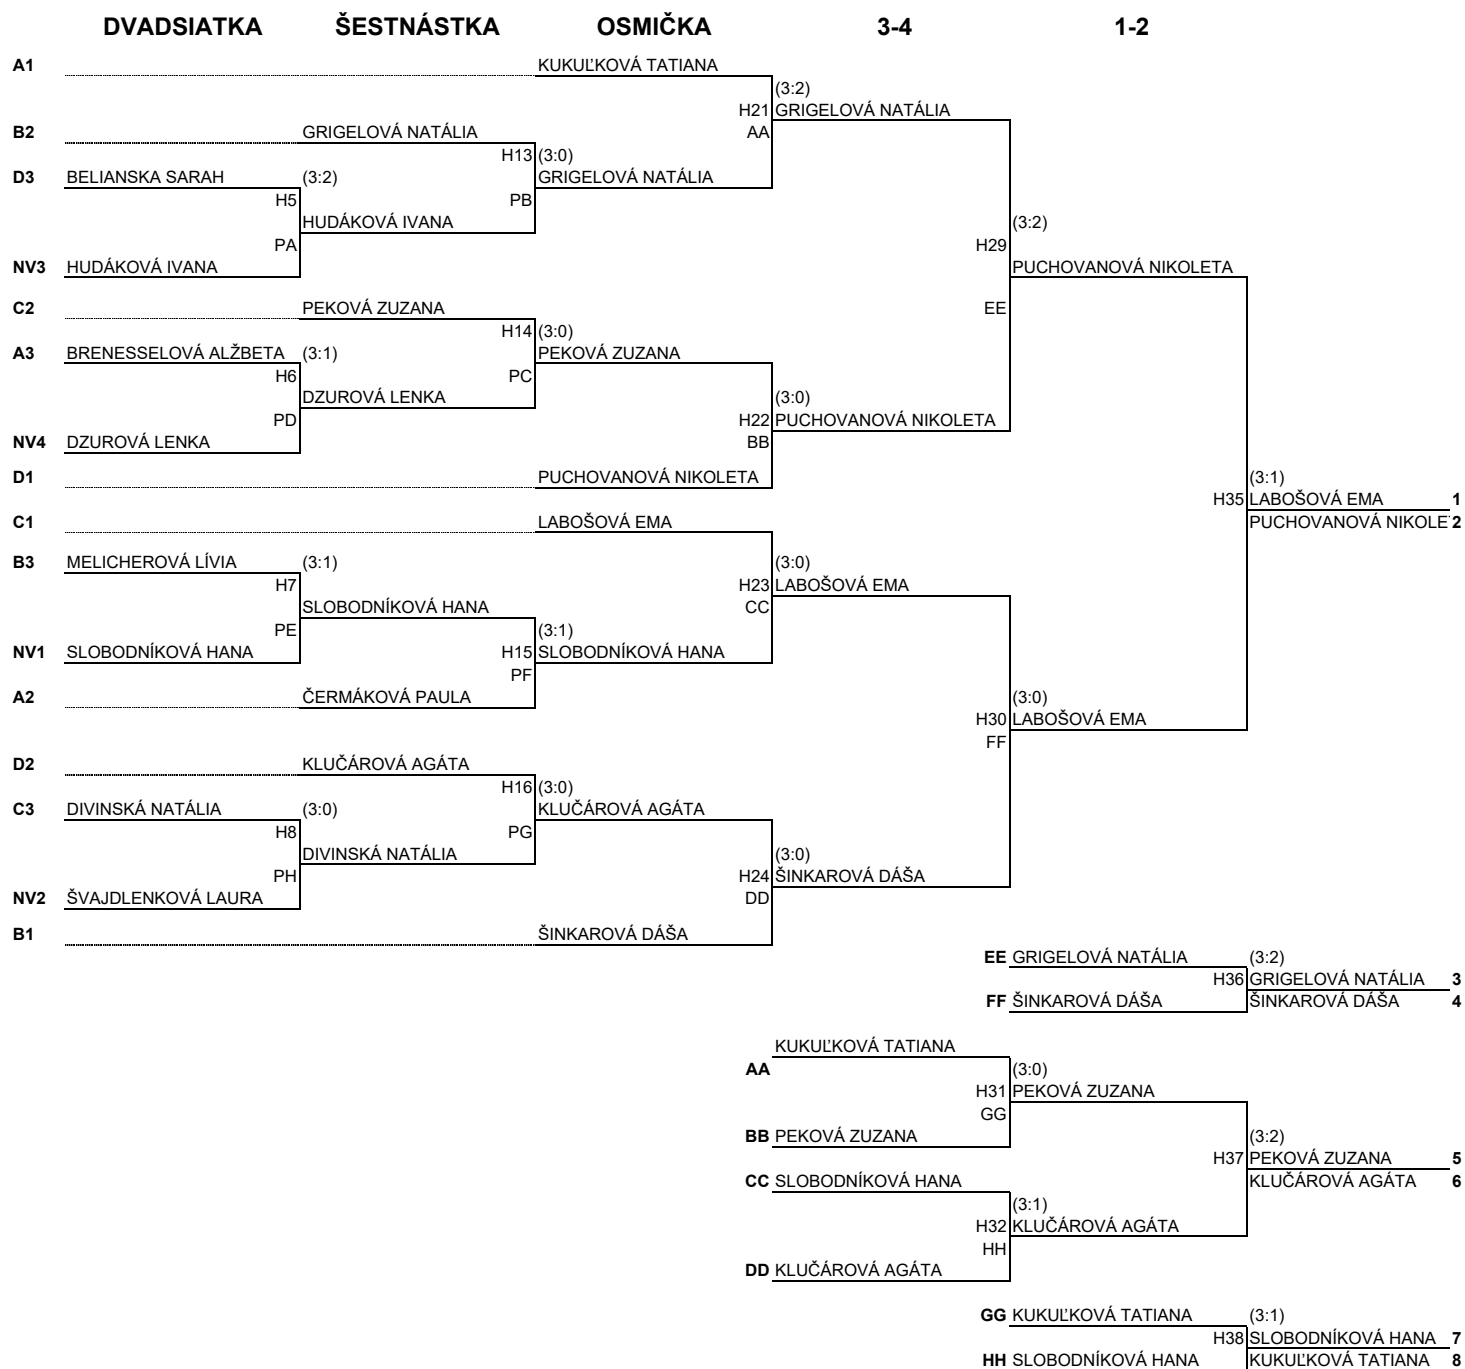 DVADSIATKA ŠESTNÁSTKA OSMIČKA 3-4 1-2
A1 KUKUĽKOVÁ TATIANA
(3:2)
H21 GRIGELOVÁ NATÁLIA
B2 GRIGELOVÁ NATÁLIA AA
H13 (3:0)
D3 BELIANSKA SARAH (3:2) GRIGELOVÁ NATÁLIA
H5 PB
HUDÁKOVÁ IVANA (3:2)
PA H29
NV3 HUDÁKOVÁ IVANA PUCHOVANOVÁ NIKOLETA
C2 PEKOVÁ ZUZANA EE
H14 (3:0)
A3 BRENESSELOVÁ ALŽBETA (3:1) PEKOVÁ ZUZANA
H6 PC
DZUROVÁ LENKA (3:0)
PD H22 PUCHOVANOVÁ NIKOLETA
NV4 DZUROVÁ LENKA BB
D1 PUCHOVANOVÁ NIKOLETA (3:1)
H35 LABOŠOVÁ EMA 1
C1 LABOŠOVÁ EMA PUCHOVANOVÁ NIKOLE 2
B3 MELICHEROVÁ LÍVIA (3:1) (3:0)
H7 H23 LABOŠOVÁ EMA
SLOBODNÍKOVÁ HANA CC
PE (3:1)
NV1 SLOBODNÍKOVÁ HANA H15 SLOBODNÍKOVÁ HANA
PF
A2 ČERMÁKOVÁ PAULA (3:0)
H30 LABOŠOVÁ EMA
FF
D2 KLUČÁROVÁ AGÁTA
H16 (3:0)
C3 DIVINSKÁ NATÁLIA (3:0) KLUČÁROVÁ AGÁTA
H8 PG
DIVINSKÁ NATÁLIA (3:0)
PH H24 ŠINKAROVÁ DÁŠA
NV2 ŠVAJDLENKOVÁ LAURA DD
B1 ŠINKAROVÁ DÁŠA
EE GRIGELOVÁ NATÁLIA (3:2)
H36 GRIGELOVÁ NATÁLIA 3
FF ŠINKAROVÁ DÁŠA ŠINKAROVÁ DÁŠA 4
KUKUĽKOVÁ TATIANA
AA (3:0)
H31 PEKOVÁ ZUZANA
GG
BB PEKOVÁ ZUZANA (3:2)
H37 PEKOVÁ ZUZANA 5
CC SLOBODNÍKOVÁ HANA KLUČÁROVÁ AGÁTA 6
(3:1)
H32 KLUČÁROVÁ AGÁTA
HH
DD KLUČÁROVÁ AGÁTA
GG KUKUĽKOVÁ TATIANA (3:1)
H38 SLOBODNÍKOVÁ HANA 7
HH SLOBODNÍKOVÁ HANA KUKUĽKOVÁ TATIANA 8